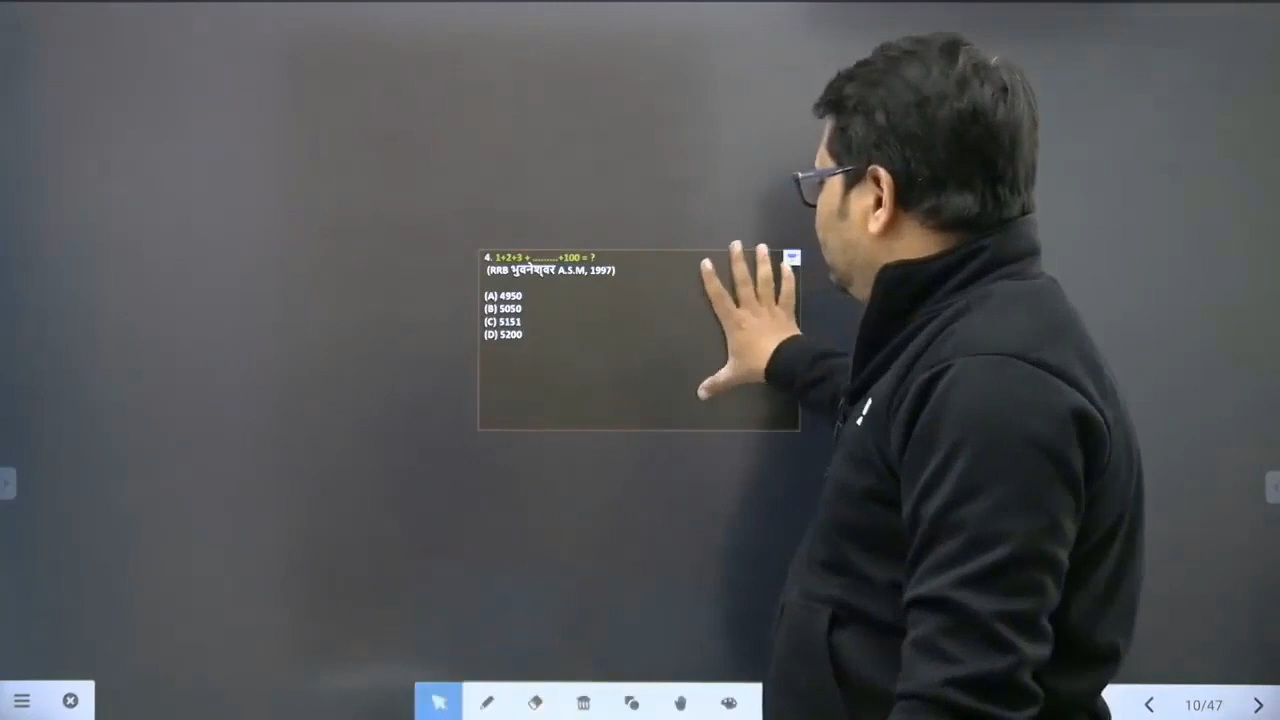 4. 1+2+3 + .........+100 = ?
(RRB भुवनेश्वर A.S.M, 1997)
(A) 4950
(B) 5050
(C) 5151
(D) 5200
10/47